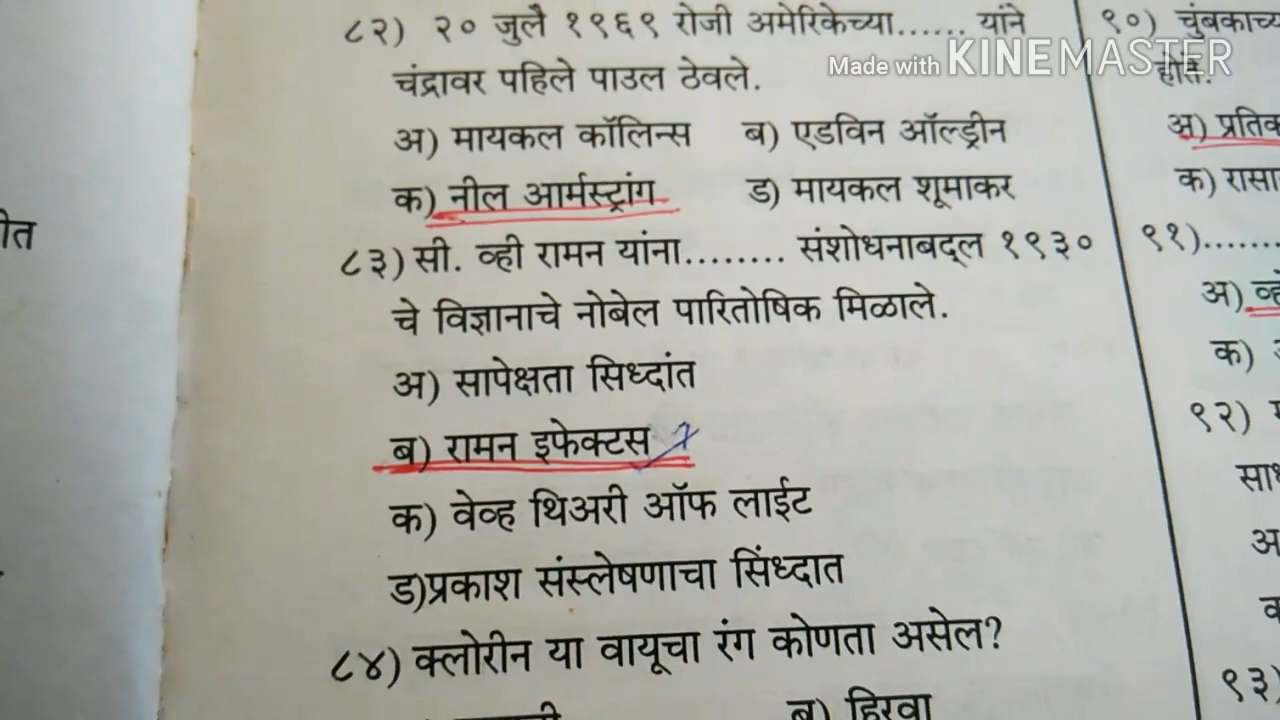 ८२) २० जुलै १९६९ रोजी अमेरिकेच्या...... यांने
चंद्रावर पहिले पाउल ठेवले.
अ) मायकल कॉलिन्स ब) एडविन ऑल्ड्रीन
क) नील आर्मस्ट्रांग ड) मायकल शूमाकर
८३) सी. व्ही रामन यांना........ संशोधनाबद्ल १९३०
चे विज्ञानाचे नोबेल पारितोषिक मिळाले.
अ) सापेक्षता सिध्दांत
ब) रामन इफेक्टस
क) वेव्ह थिअरी ऑफ लाईट
ड)प्रकाश संस्लेषणाचा सिंध्दात
८४) क्लोरीन या वायूचा रंग कोणता असेल?
ब) हिरवा
९०) चुंबकाच्य
होते.
अ) प्रतिक
क) रासा
९१)........
अ) व्हो
क)
९२)
साध
अ
९३)
Made with KINEMASTER